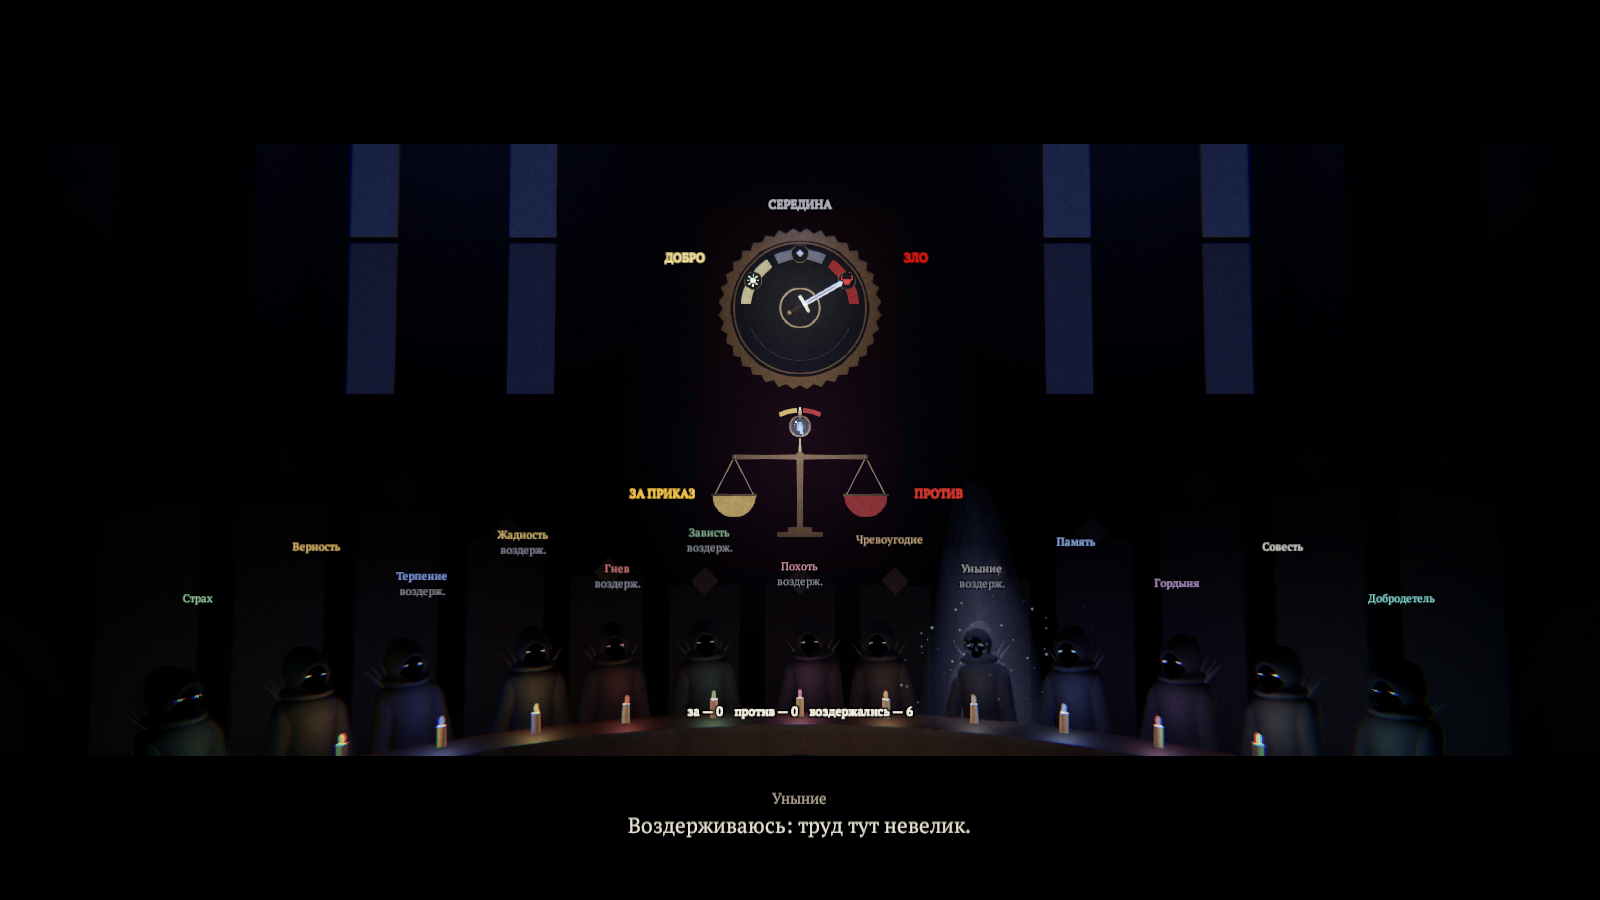 СЕРЕДИНА
ДОБРО
ЗЛО
ЗА ПРИКАЗ
ПРОТИВ
Страх
Верность
Терпение
воздерж.
Жадность
воздерж.
Гнев
воздерж.
Зависть
воздерж.
Похоть
воздерж.
Чревоугодие
Уныние
воздерж.
Память
Гордыня
Совесть
Добродетель
за — 0 против — 0 воздержались — 6
Уныние
Воздерживаюсь: труд тут невелик.